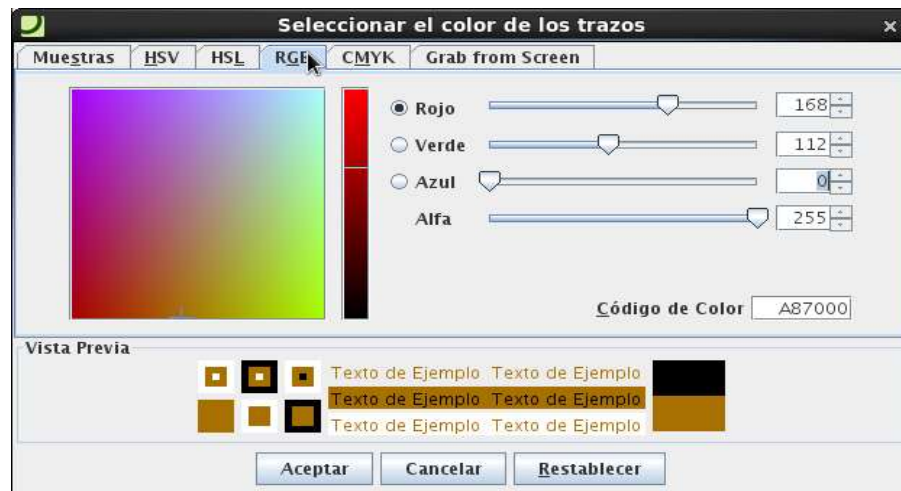 Seleccionar el color de los trazos
Muestras HSV HSL RGB CMYK Grab from Screen
Rojo 168
Verde 112
Azul 0
Alfa 255
Código de Color A87000
Vista Previa
Texto de Ejemplo Texto de Ejemplo
Texto de Ejemplo Texto de Ejemplo
Texto de Ejemplo Texto de Ejemplo
Aceptar Cancelar Restablecer